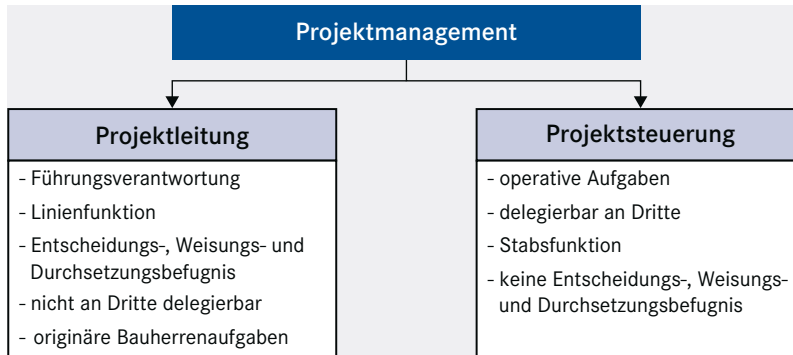 Projektmanagement
Projektleitung
- Führungsverantwortung
- Linienfunktion
- Entscheidungs-, Weisungs- und
Durchsetzungsbefugnis
- nicht an Dritte delegierbar
- originäre Bauherrenaufgaben
Projektsteuerung
- operative Aufgaben
- delegierbar an Dritte
- Stabsfunktion
- keine Entscheidungs-, Weisungs-
und Durchsetzungsbefugnis